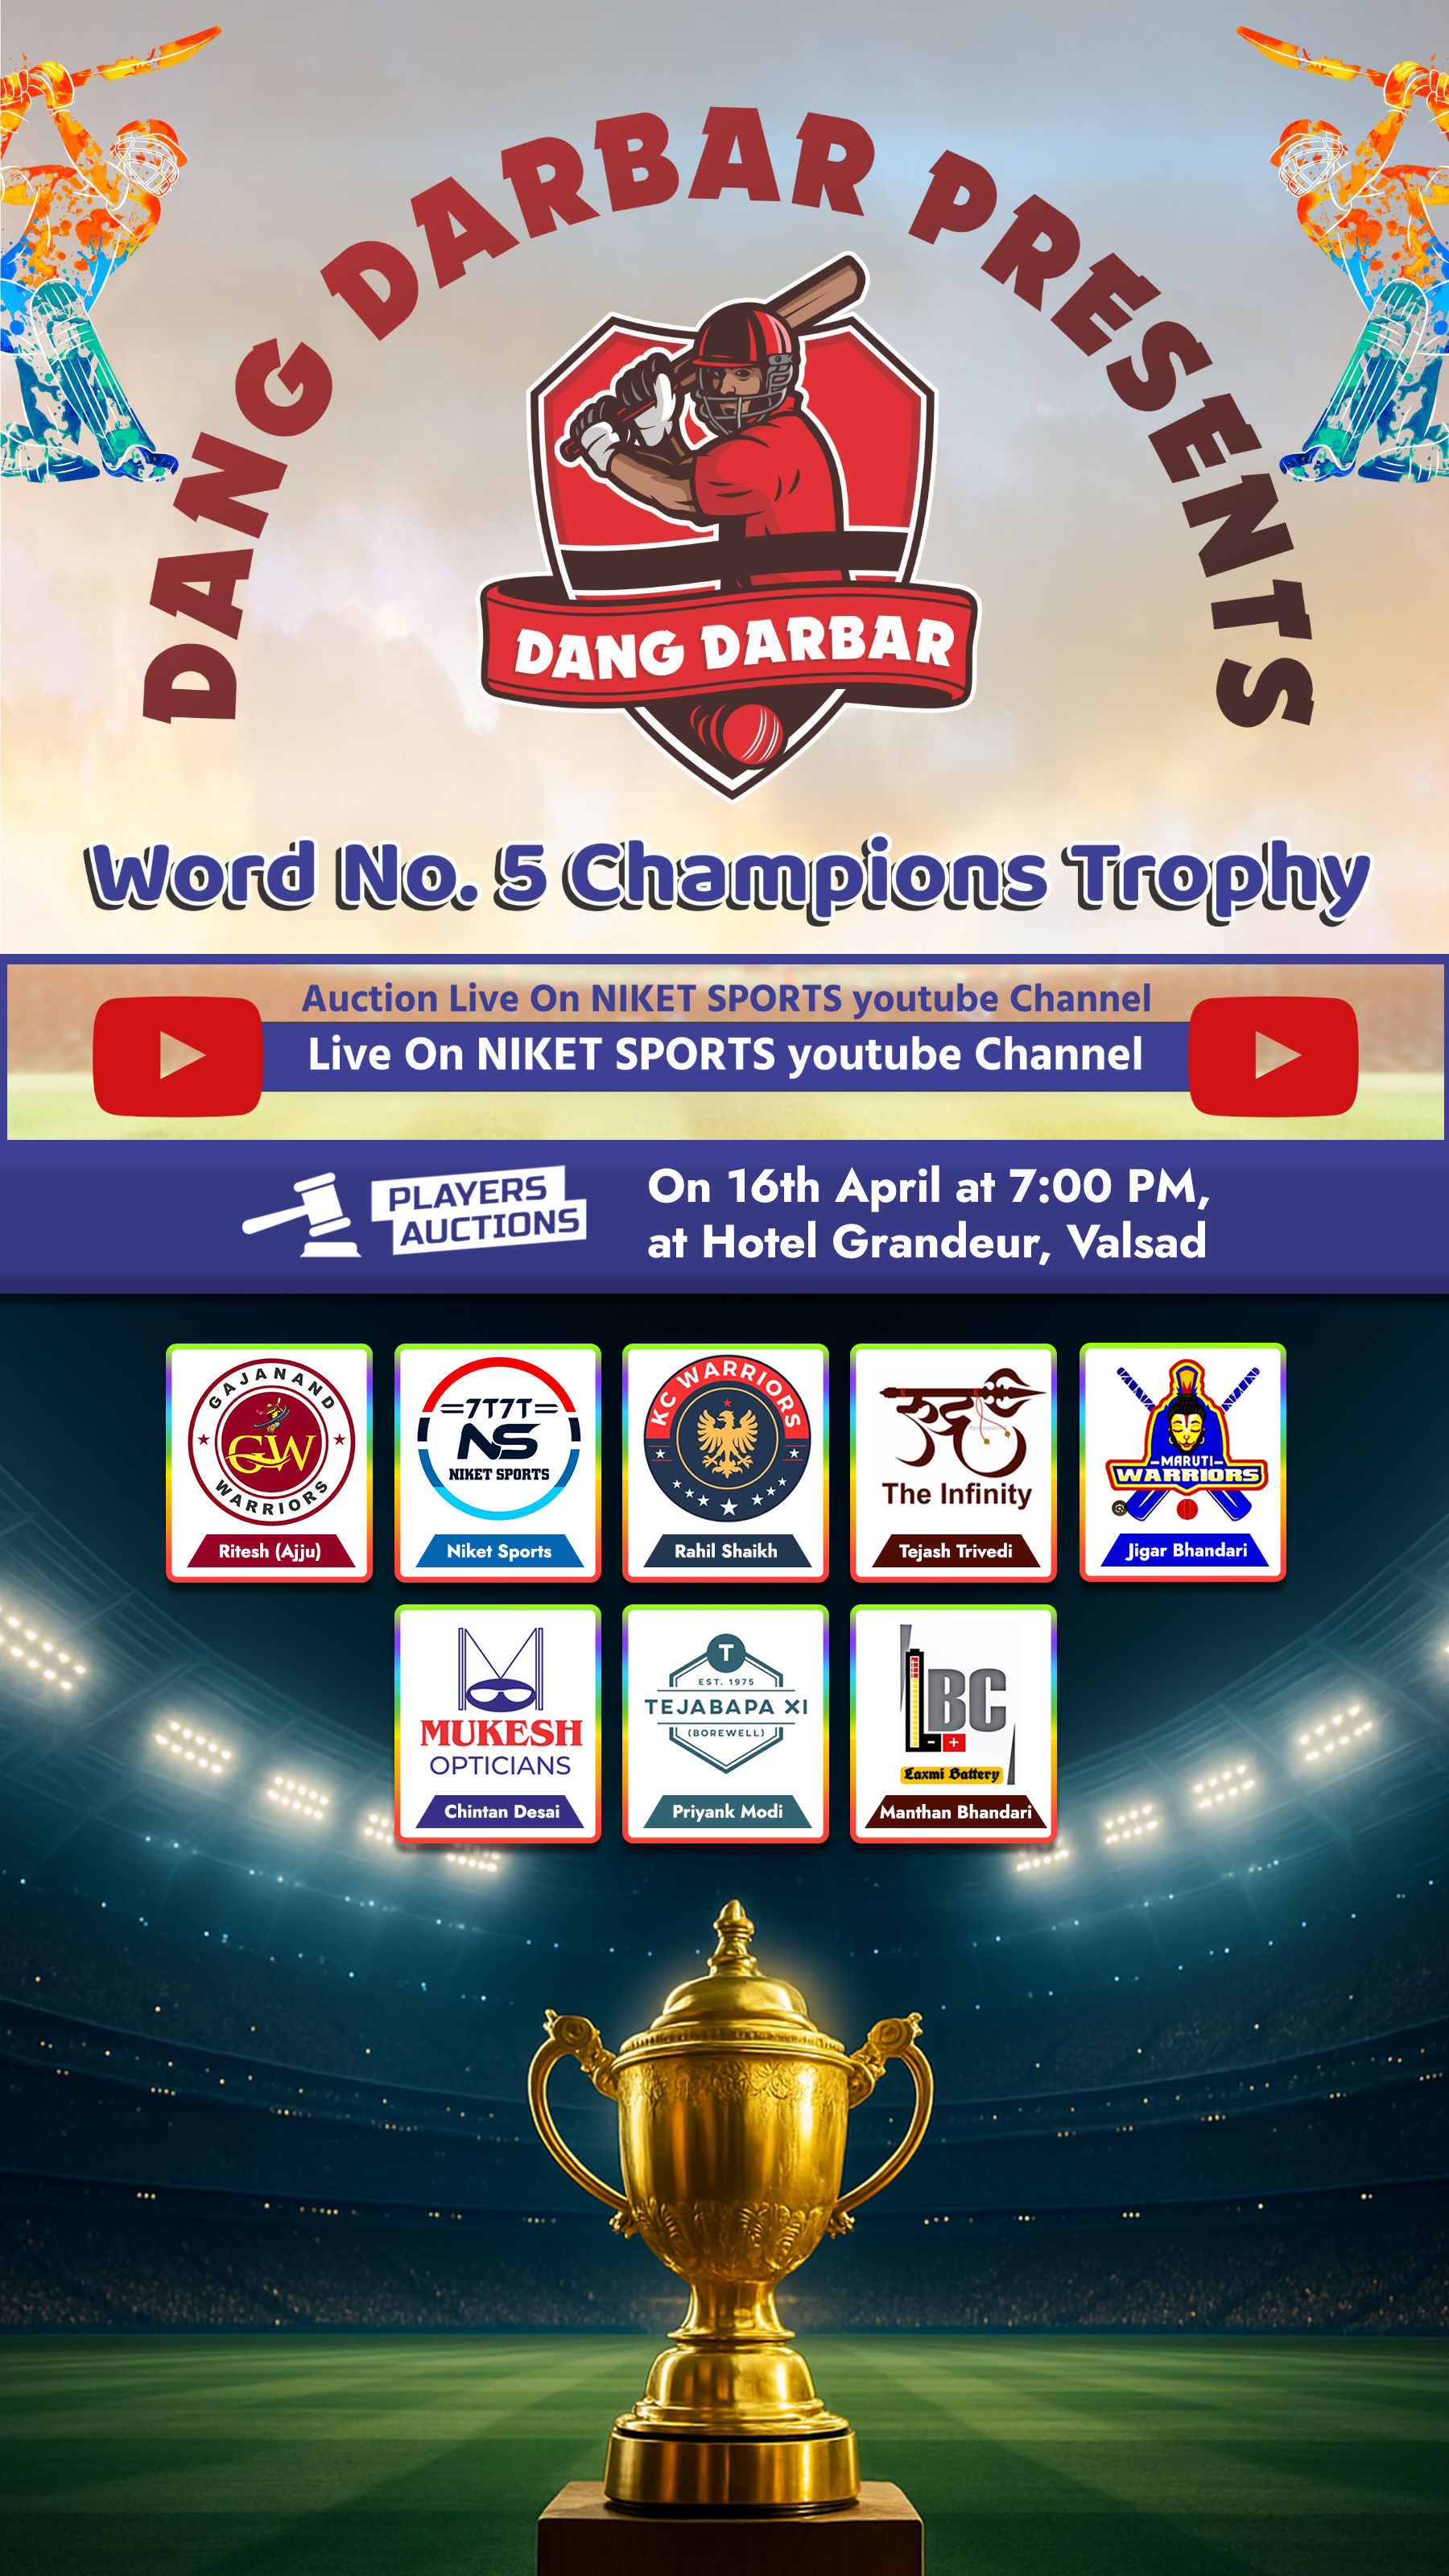 DANG DARBAR PRESENTS
DANG DARBAR
Word No. 5 Champions Trophy
Auction Live On NIKET SPORTS youtube Channel
Live On NIKET SPORTS youtube Channel
PLAYERS
AUCTIONS
On 16th April at 7:00 PM,
at Hotel Grandeur, Valsad
GAJANAND
GW
WARRIORS
Ritesh (Ajju)
7T7T
NS
NIKET SPORTS
Niket Sports
KC WARRIORS
Rahil Shaikh
रुद्र
The Infinity
Tejash Trivedi
MARUTI
WARRIORS
Jigar Bhandari
MUKESH
OPTICIANS
Chintan Desai
T
EST. 1975
TEJABAPA XI
(BOREWELL)
Priyank Modi
LBC
- +
Laxmi Battery
Manthan Bhandari